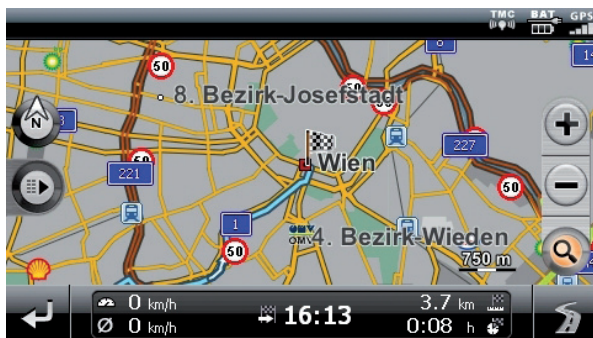 TMC BAT GPS
8
14
50
8. Bezirk-Josefstadt
N
3
Wien
227
221
50
1
50
OMV
4. Bezirk-Wieden
750 m
0 km/h
16:13
3.7 km
Ø 0 km/h
0:08 h